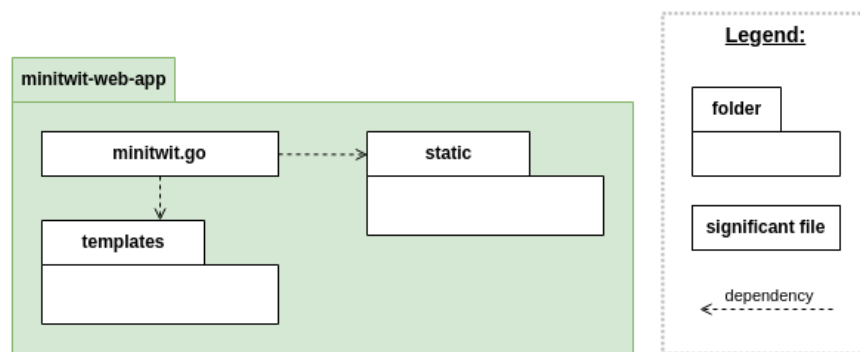 minitwit-web-app
minitwit.go
static
templates
Legend:
folder
significant file
dependency